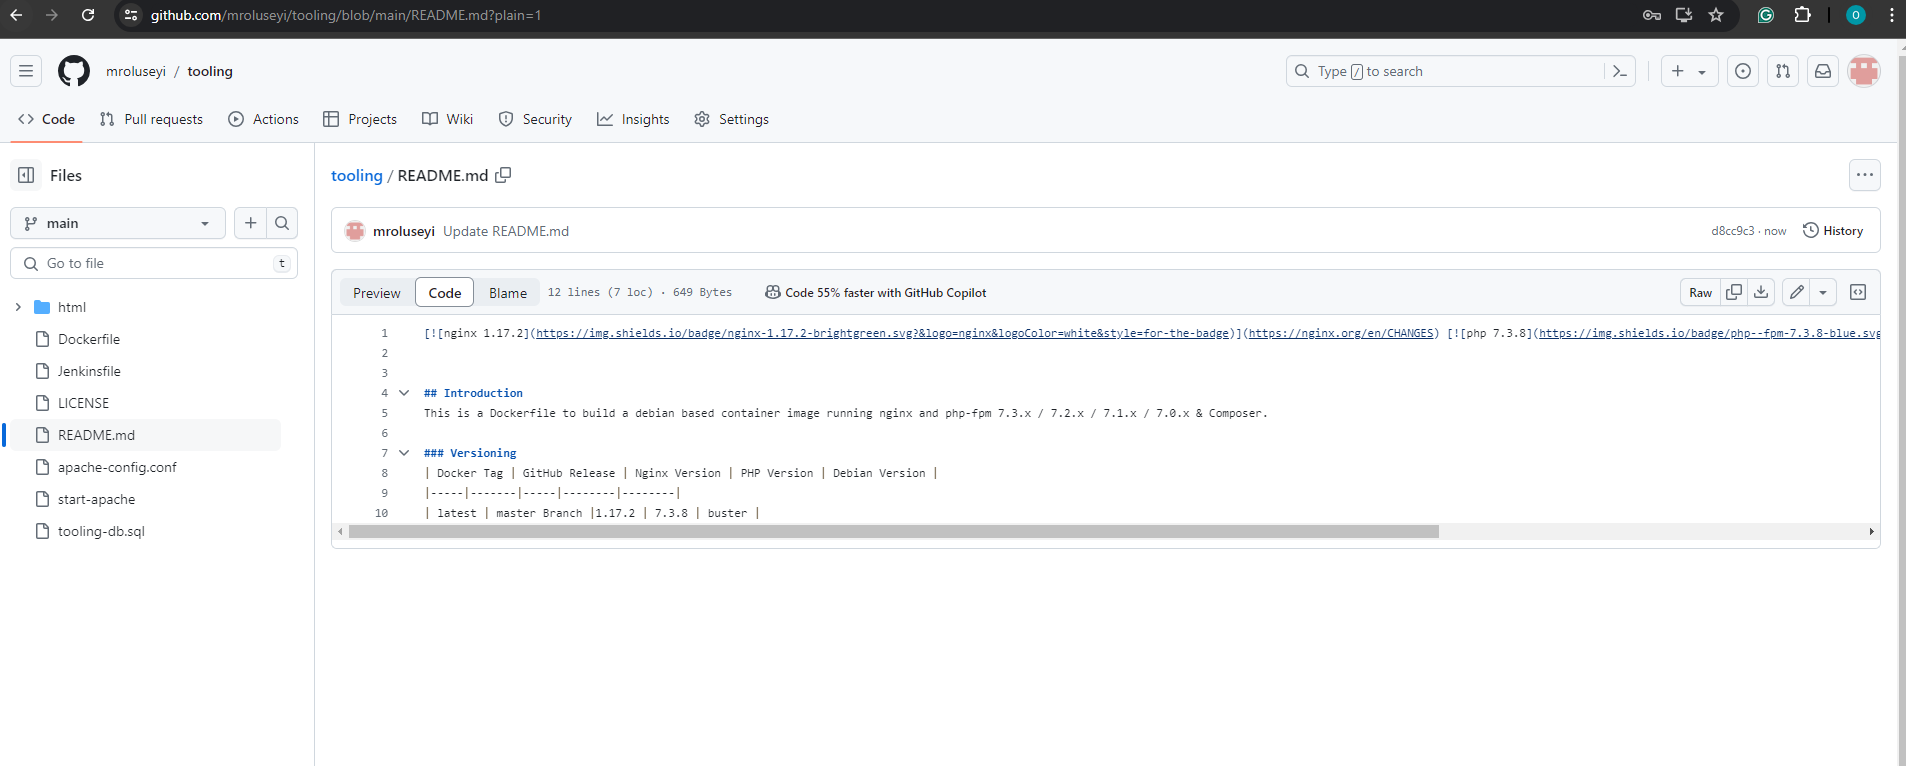 github.com/mroluseyi/tooling/blob/main/README.md?plain=1
O
mroluseyi / tooling
Type / to search
Code Pull requests Actions Projects Wiki Security Insights Settings
Files
tooling / README.md
main
mroluseyi Update README.md d8cc9c3 · now History
Go to file t
Preview Code Blame 12 lines (7 loc) · 649 Bytes Code 55% faster with GitHub Copilot Raw
html
Dockerfile
Jenkinsfile
LICENSE
README.md
apache-config.conf
start-apache
tooling-db.sql
1 [![nginx 1.17.2](https://img.shields.io/badge/nginx-1.17.2-brightgreen.svg?&logo=nginx&logoColor=white&style=for-the-badge)](https://nginx.org/en/CHANGES) [![php 7.3.8](https://img.shields.io/badge/php--fpm-7.3.8-blue.svg
2
3
4 ## Introduction
5 This is a Dockerfile to build a debian based container image running nginx and php-fpm 7.3.x / 7.2.x / 7.1.x / 7.0.x & Composer.
6
7 ### Versioning
8 | Docker Tag | GitHub Release | Nginx Version | PHP Version | Debian Version |
9 |-----|-------|-----|--------|--------|
10 | latest | master Branch |1.17.2 | 7.3.8 | buster |